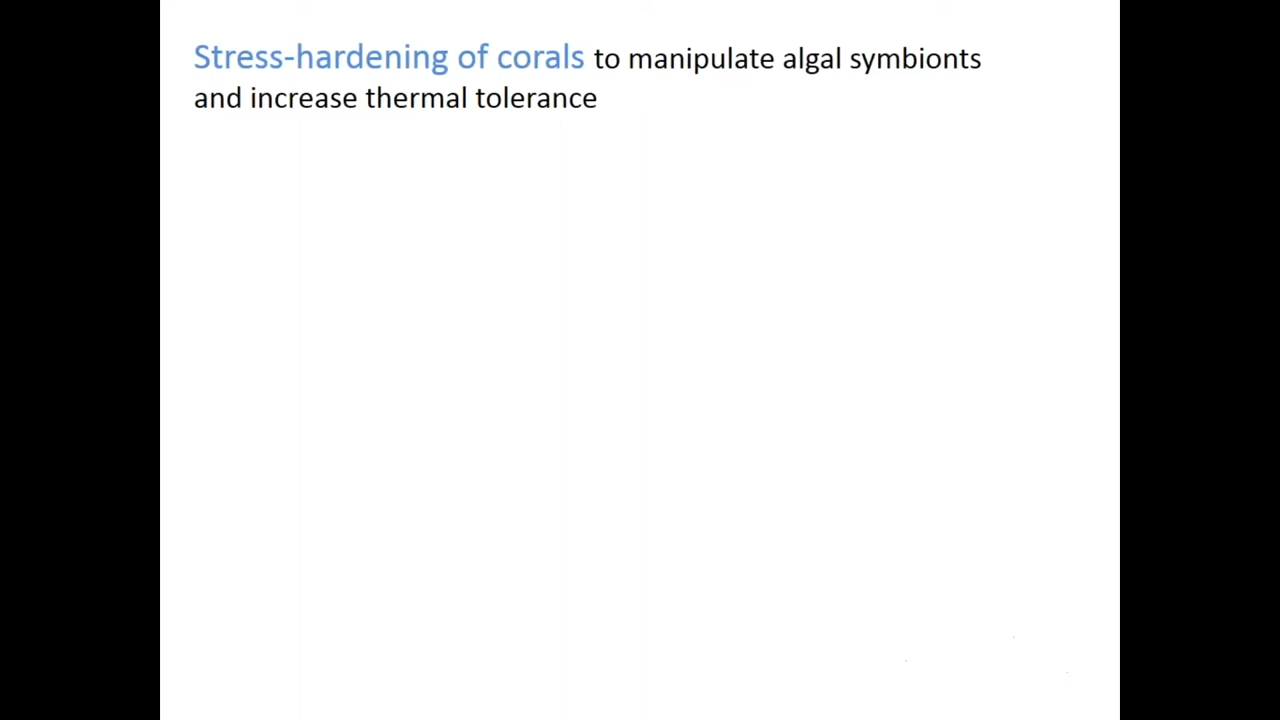 Stress-hardening of corals to manipulate algal symbionts
and increase thermal tolerance